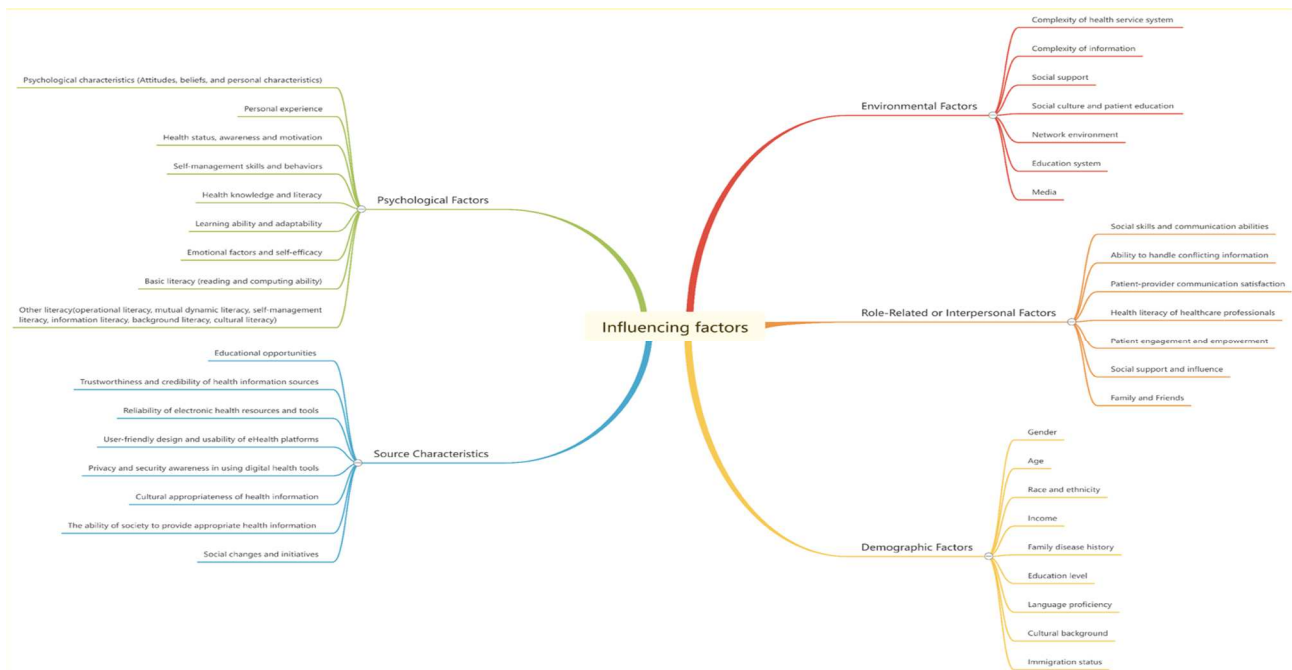 Influencing factors
Environmental Factors
Complexity of health service system
Complexity of information
Social support
Social culture and patient education
Network environment
Education system
Media
Role-Related or Interpersonal Factors
Social skills and communication abilities
Ability to handle conflicting information
Patient-provider communication satisfaction
Health literacy of healthcare professionals
Patient engagement and empowerment
Social support and influence
Family and Friends
Demographic Factors
Gender
Age
Race and ethnicity
Income
Family disease history
Education level
Language proficiency
Cultural background
Immigration status
Psychological Factors
Psychological characteristics (Attitudes, beliefs, and personal characteristics)
Personal experience
Health status, awareness and motivation
Self-management skills and behaviors
Health knowledge and literacy
Learning ability and adaptability
Emotional factors and self-efficacy
Basic literacy (reading and computing ability)
Other literacy(operational literacy, mutual dynamic literacy, self-management
literacy, information literacy, background literacy, cultural literacy)
Source Characteristics
Educational opportunities
Trustworthiness and credibility of health information sources
Reliability of electronic health resources and tools
User-friendly design and usability of eHealth platforms
Privacy and security awareness in using digital health tools
Cultural appropriateness of health information
The ability of society to provide appropriate health information
Social changes and initiatives